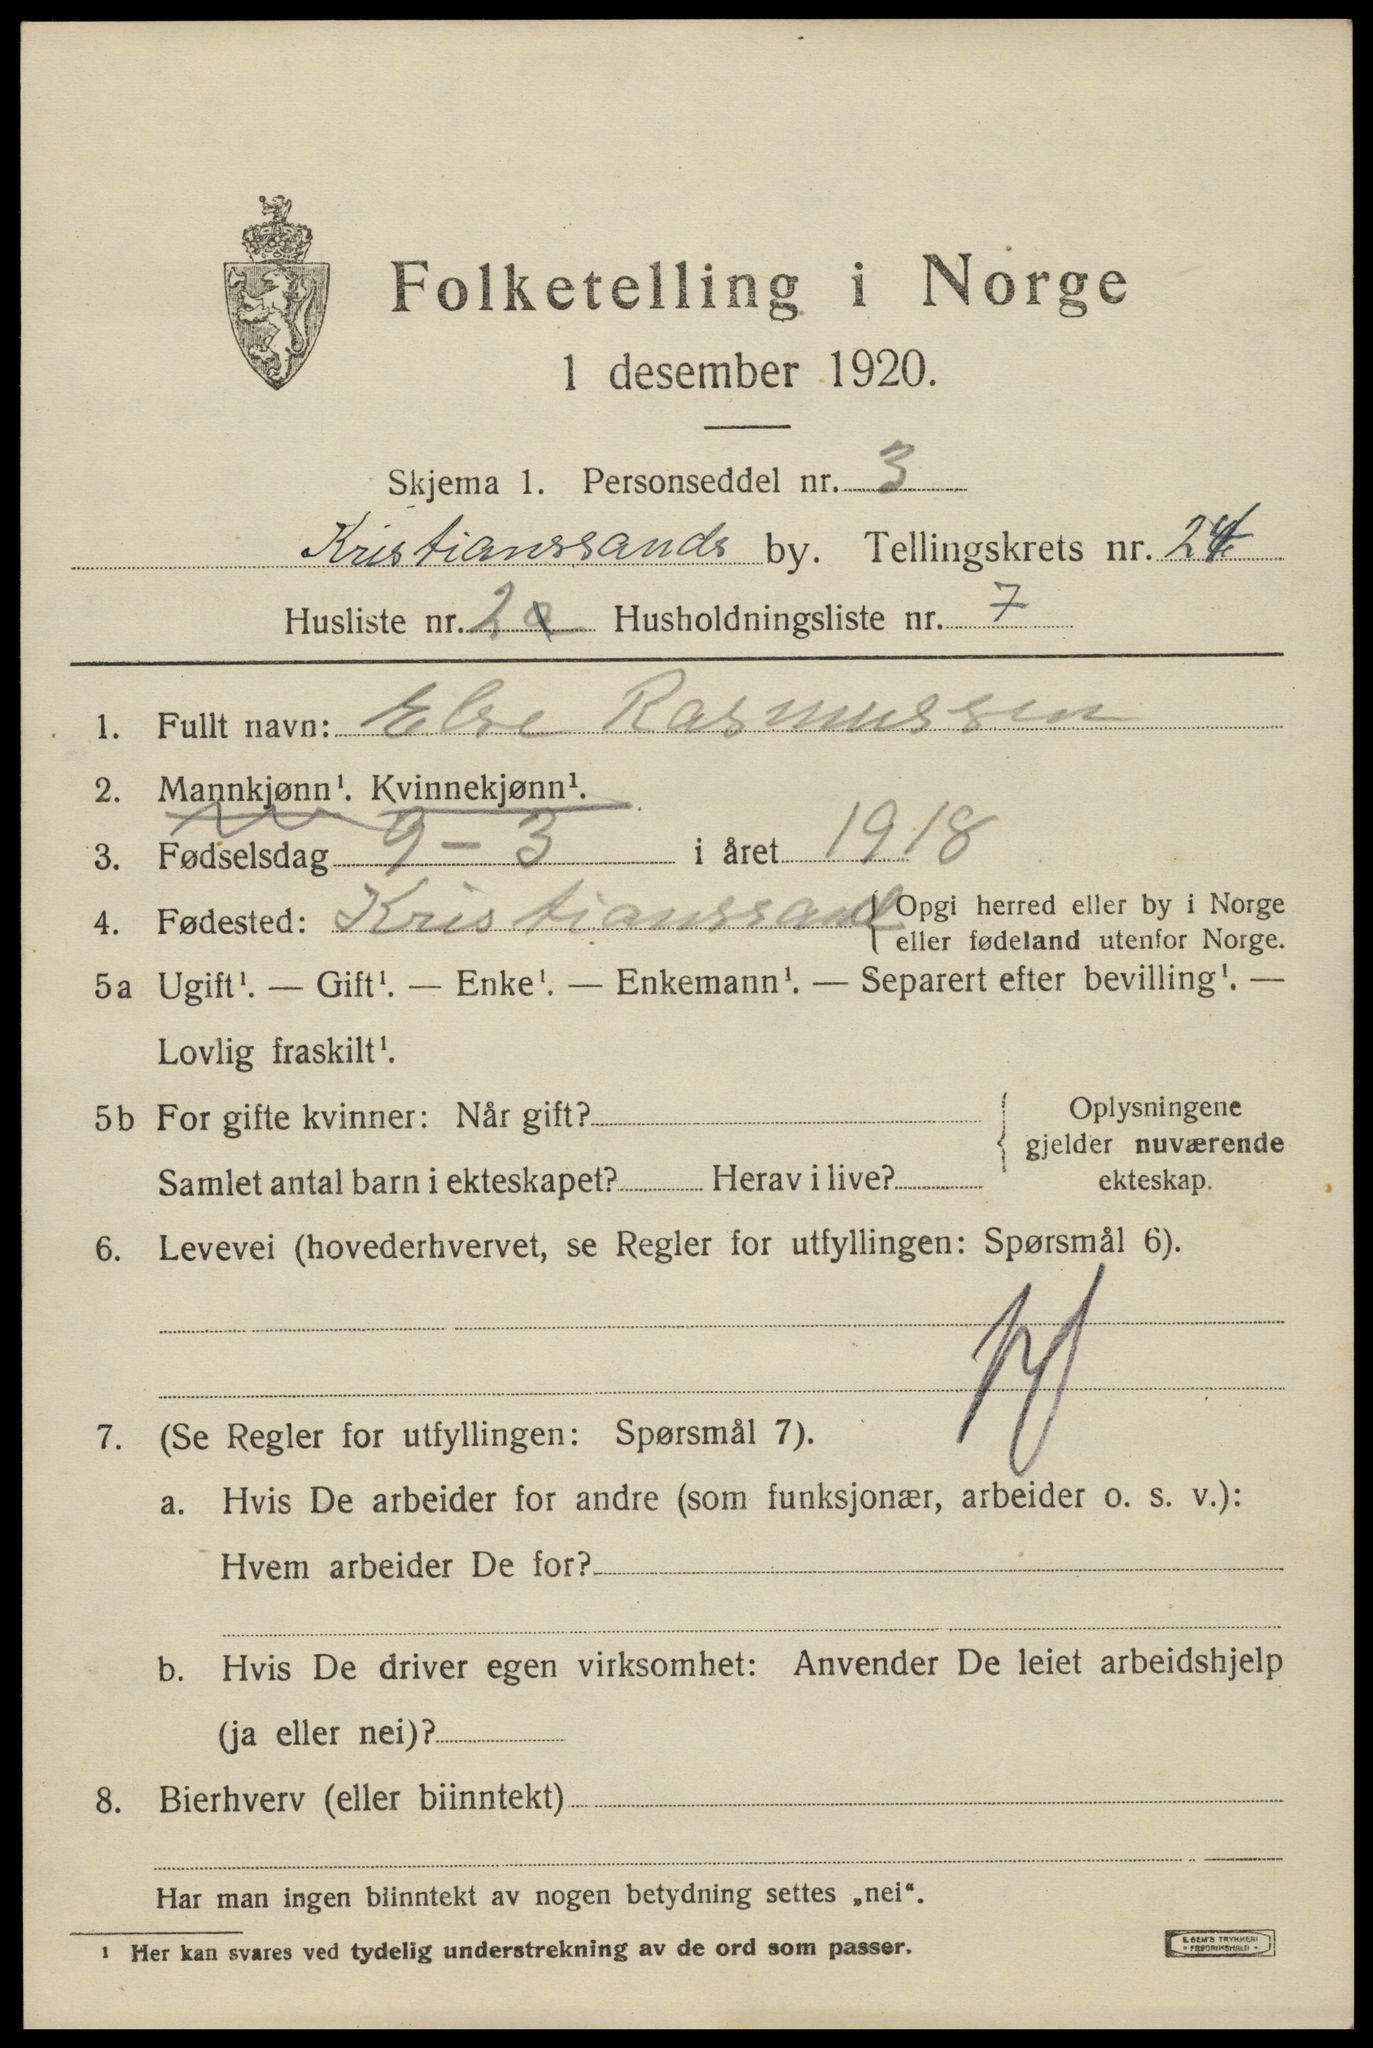 Folketelling i Norge
1 desember 1920.
Skjema 1. Personseddel nr. 3
Kristianssands by. Tellingskrets nr. 24
Husliste nr. 2 Husholdningsliste nr. 7
1. Fullt navn: Else Rasmussen
2. Mannkjønn¹. Kvinnekjønn¹.
3. Fødselsdag 9 - 3 i året 1918
4. Fødested: Kristianssand { Opgi herred eller by i Norge
eller fødeland utenfor Norge.
5a Ugift¹. — Gift¹. — Enke¹. — Enkemann¹. — Separert efter bevilling¹. —
Lovlig fraskilt¹.
5b For gifte kvinner: Når gift? { Oplysningene
gjelder nuværende
Samlet antal barn i ekteskapet? Herav i live? ekteskap.
6. Levevei (hovederhvervet, se Regler for utfyllingen: Spørsmål 6).
7. (Se Regler for utfyllingen: Spørsmål 7).
a. Hvis De arbeider for andre (som funksjonær, arbeider o. s. v.):
Hvem arbeider De for?
b. Hvis De driver egen virksomhet: Anvender De leiet arbeidshjelp
(ja eller nei)?
8. Bierhverv (eller biinntekt)
Har man ingen biinntekt av nogen betydning settes „nei“.
¹ Her kan svares ved tydelig understrekning av de ord som passer.
E. SEM'S TRYKKERI
FREDRIKSHALD